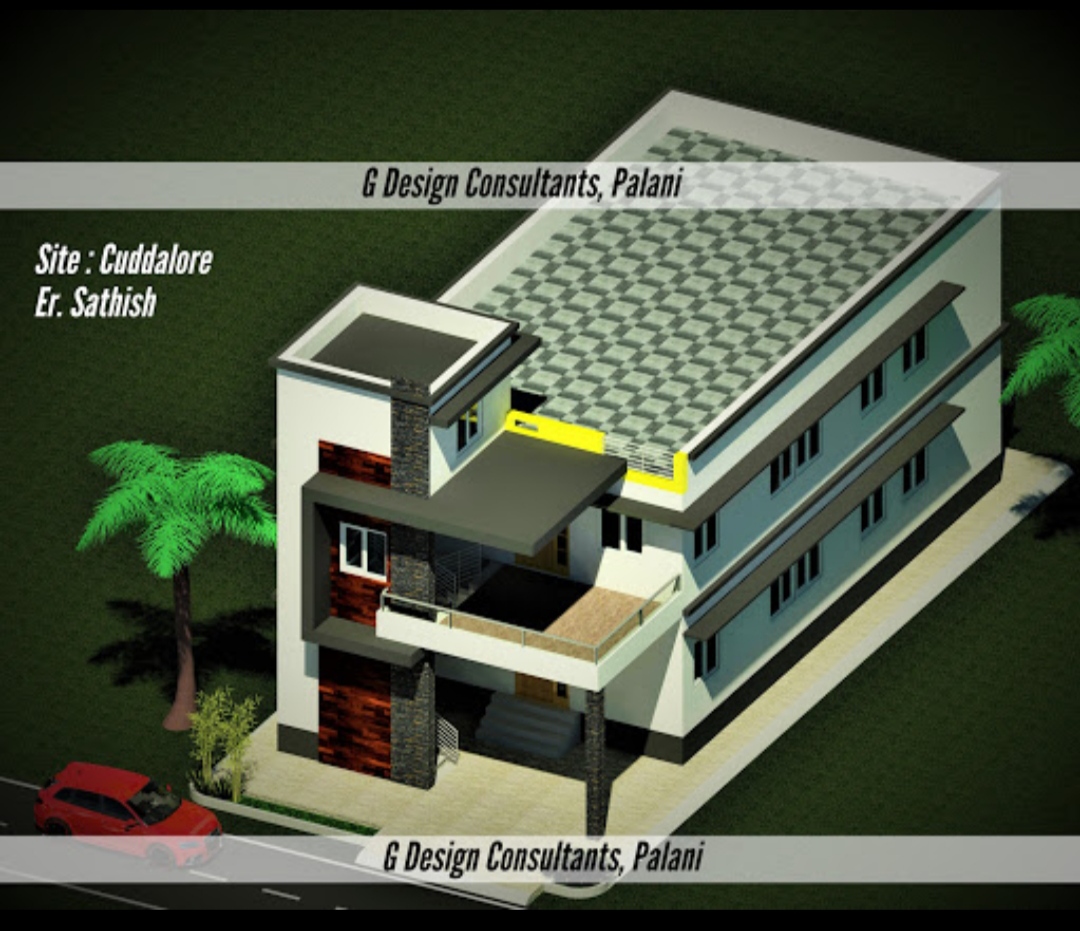 G Design Consultants, Palani
Site : Cuddalore
Er. Sathish
G Design Consultants, Palani